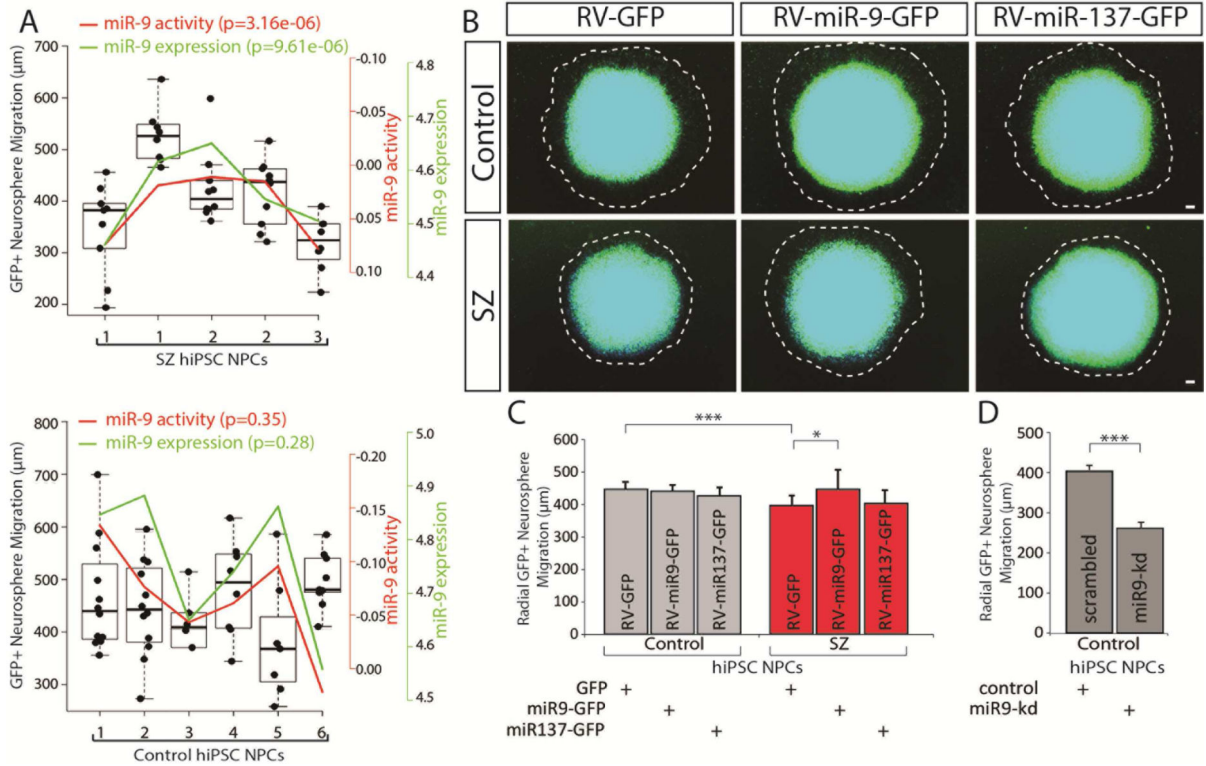 A
miR-9 activity (p=3.16e-06)
miR-9 expression (p=9.61e-06)
GFP+ Neurosphere Migration (µm)
700
600
500
400
300
200
1 1 2 2 3
SZ hiPSC NPCs
-0.10
-0.05
0.00
0.05
0.10
miR-9 activity
4.8
4.7
4.6
4.5
4.4
miR-9 expression
miR-9 activity (p=0.35)
miR-9 expression (p=0.28)
GFP+ Neurosphere Migration (µm)
800
700
600
500
400
300
1 2 3 4 5 6
Control hiPSC NPCs
-0.20
-0.15
-0.10
-0.05
0.00
miR-9 activity
5.0
4.9
4.8
4.7
4.6
4.5
miR-9 expression
B
RV-GFP RV-miR-9-GFP RV-miR-137-GFP
Control
SZ
C
Radial GFP+ Neurosphere
Migration (µm)
600
500
400
300
200
100
0
***
*
RV-GFP
RV-miR9-GFP
RV-miR137-GFP
RV-GFP
RV-miR9-GFP
RV-miR137-GFP
Control SZ
hiPSC NPCs
GFP + +
miR9-GFP + +
miR137-GFP + +
D
Radial GFP+ Neurosphere
Migration (µm)
500
400
300
200
100
0
***
scrambled
miR9-kd
Control
hiPSC NPCs
control +
miR9-kd +